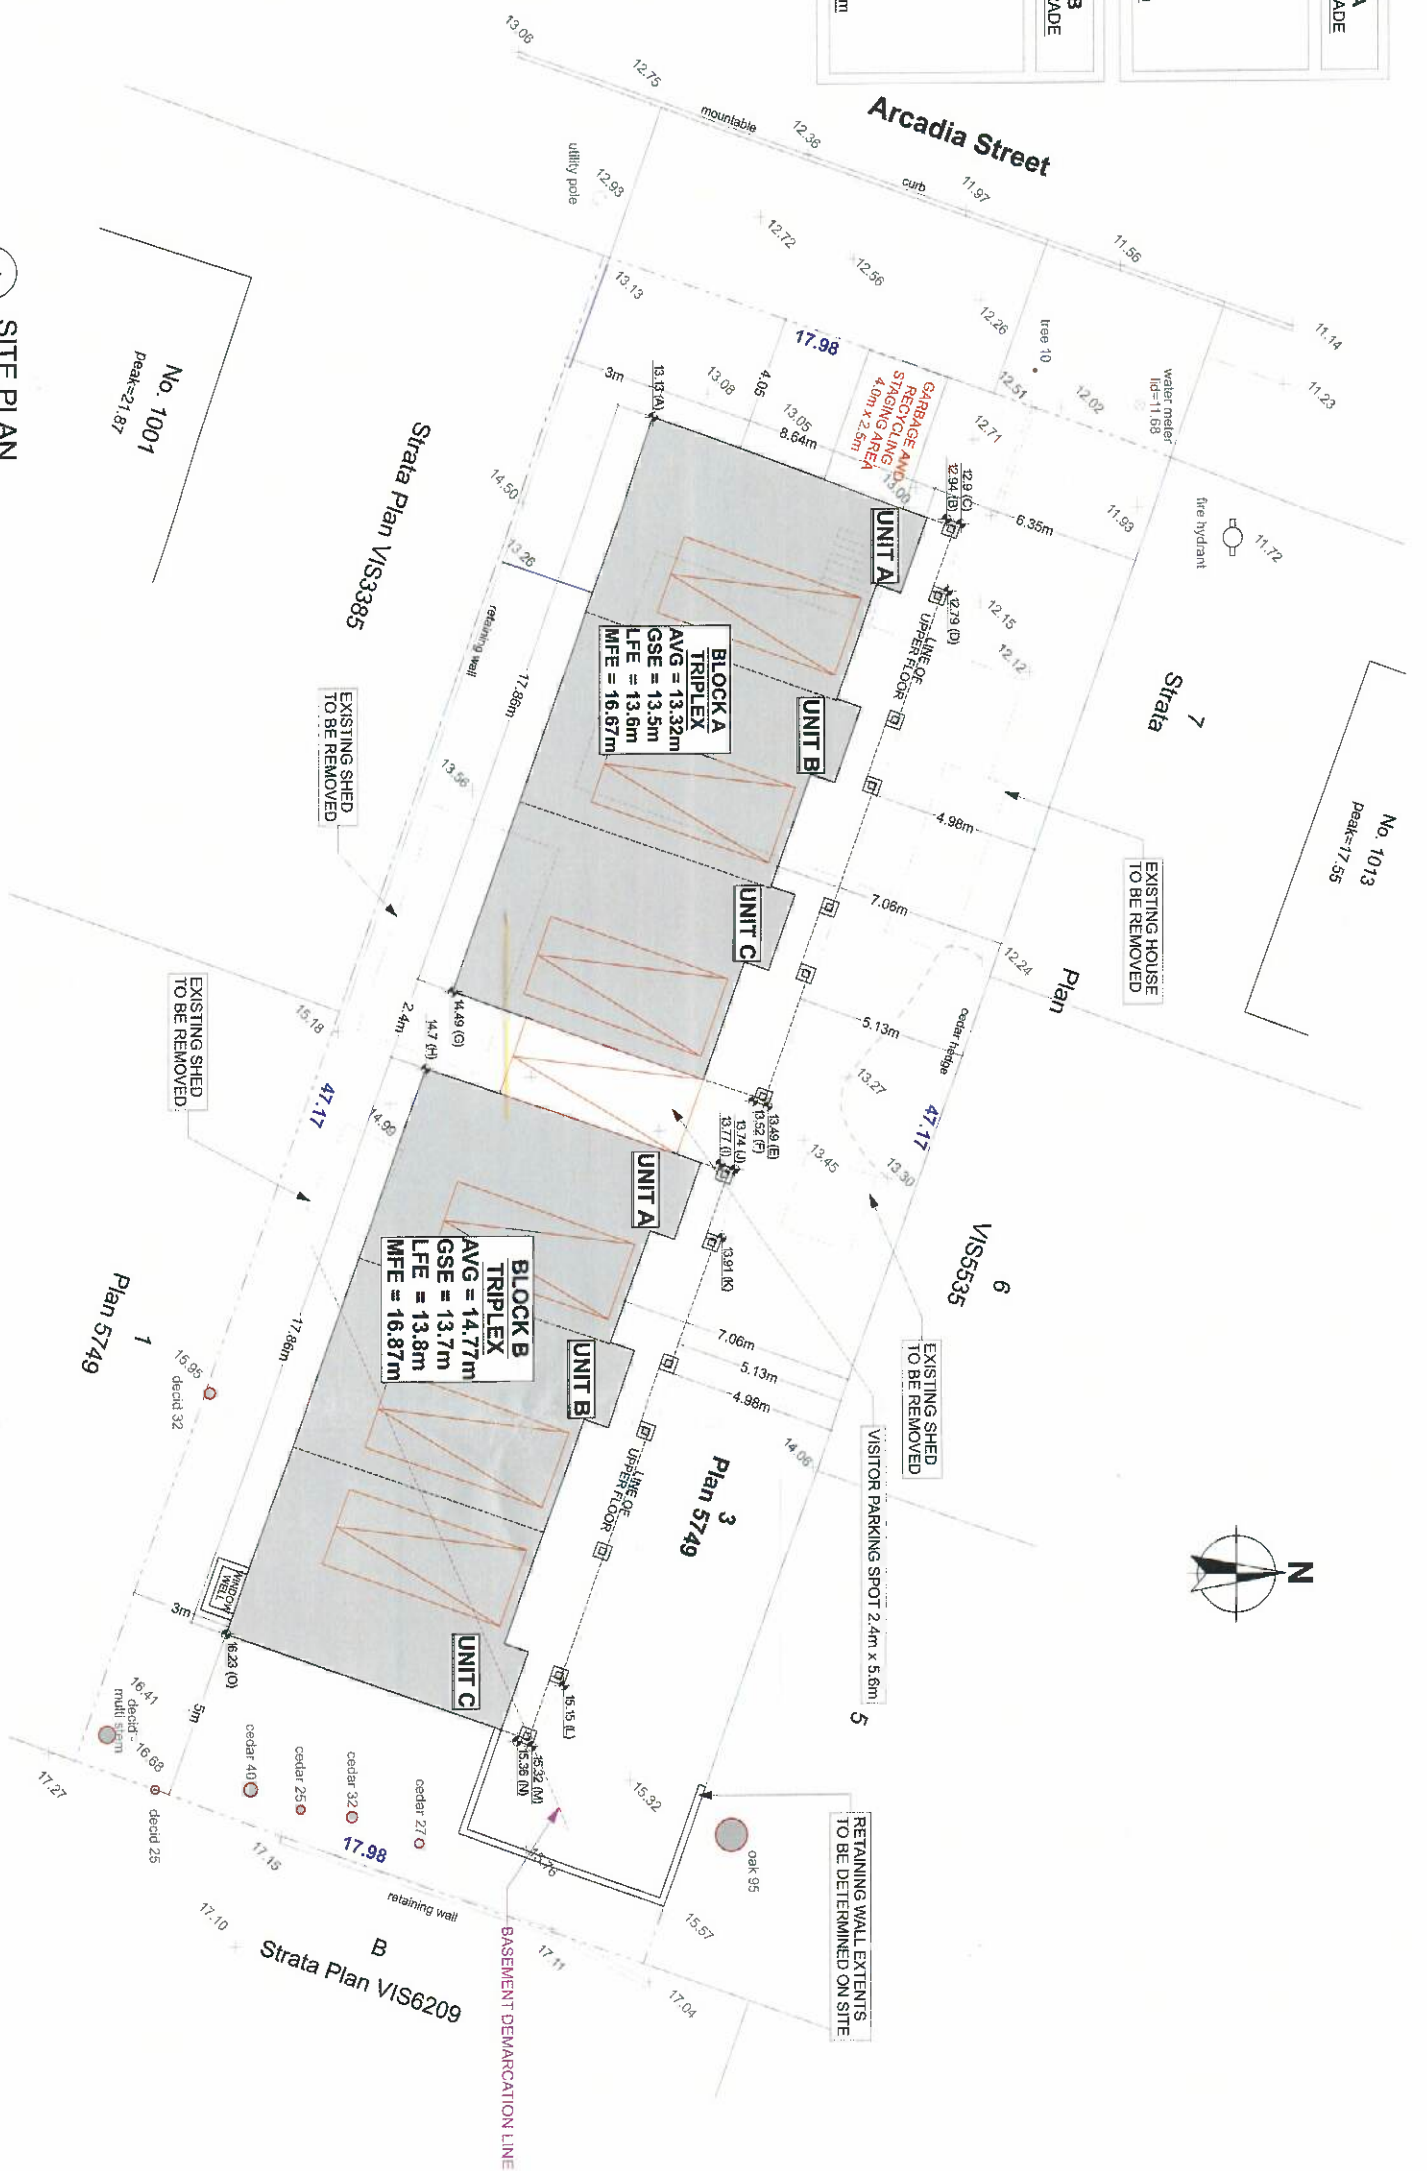 A
ADE
B
ADE
m
Arcadia Street
13.06
12.75
mountable
12.36
curb
11.97
11.56
11.14
11.23
utility pole
12.93
12.72
12.56
12.26
tree 10
12.51
12.02
water meter
lid=11.68
13.13
17.98
12.71
11.93
fire hydrant
11.72
3m
13.13 (A)
13.08
4.05
13.05
8.64m
GARBAGE AND
RECYCLING
STAGING AREA
4.0m x 2.5m
13.00
12.9 (C)
12.94 (B)
6.35m
No. 1001
peak=21.87
SITE PLAN
Strata Plan VIS3385
14.50
13.26
retaining wall
17.86m
13.56
UNIT A
12.79 (D)
LINE OF
UPPER FLOOR
12.15
12.12
7
Strata
No. 1013
peak=17.55
BLOCK A
TRIPLEX
AVG = 13.32m
GSE = 13.5m
LFE = 13.6m
MFE = 16.67m
UNIT B
4.98m
EXISTING HOUSE
TO BE REMOVED
EXISTING SHED
TO BE REMOVED
UNIT C
7.06m
12.24
Plan
5.13m
cedar hedge
13.27
47.17
EXISTING SHED
TO BE REMOVED
15.18
2.4m
14.49 (G)
14.7 (H)
47.17
14.99
13.49 (E)
13.52 (F)
13.74 (J)
13.77 (I)
13.45
13.30
6
VIS5535
UNIT A
13.91 (K)
BLOCK B
TRIPLEX
AVG = 14.77m
GSE = 13.7m
LFE = 13.8m
MFE = 16.87m
7.06m
5.13m
4.98m
EXISTING SHED
TO BE REMOVED
1
Plan 5749
15.95
decid 32
17.86m
UNIT B
LINE OF
UPPER FLOOR
3
Plan 5749
14.06
VISITOR PARKING SPOT 2.4m x 5.6m
5
N
WINDOW
WELL
3m
16.23 (O)
5m
UNIT C
15.15 (L)
15.32 (M)
15.36 (N)
15.32
16.41
decid -
multi stem
16.68
decid 25
17.27
cedar 40
cedar 25
cedar 32
cedar 27
17.98
17.15
retaining wall
17.10
B
Strata Plan VIS6209
17.11
17.04
15.57
oak 95
RETAINING WALL EXTENTS
TO BE DETERMINED ON SITE
BASEMENT DEMARCATION LINE